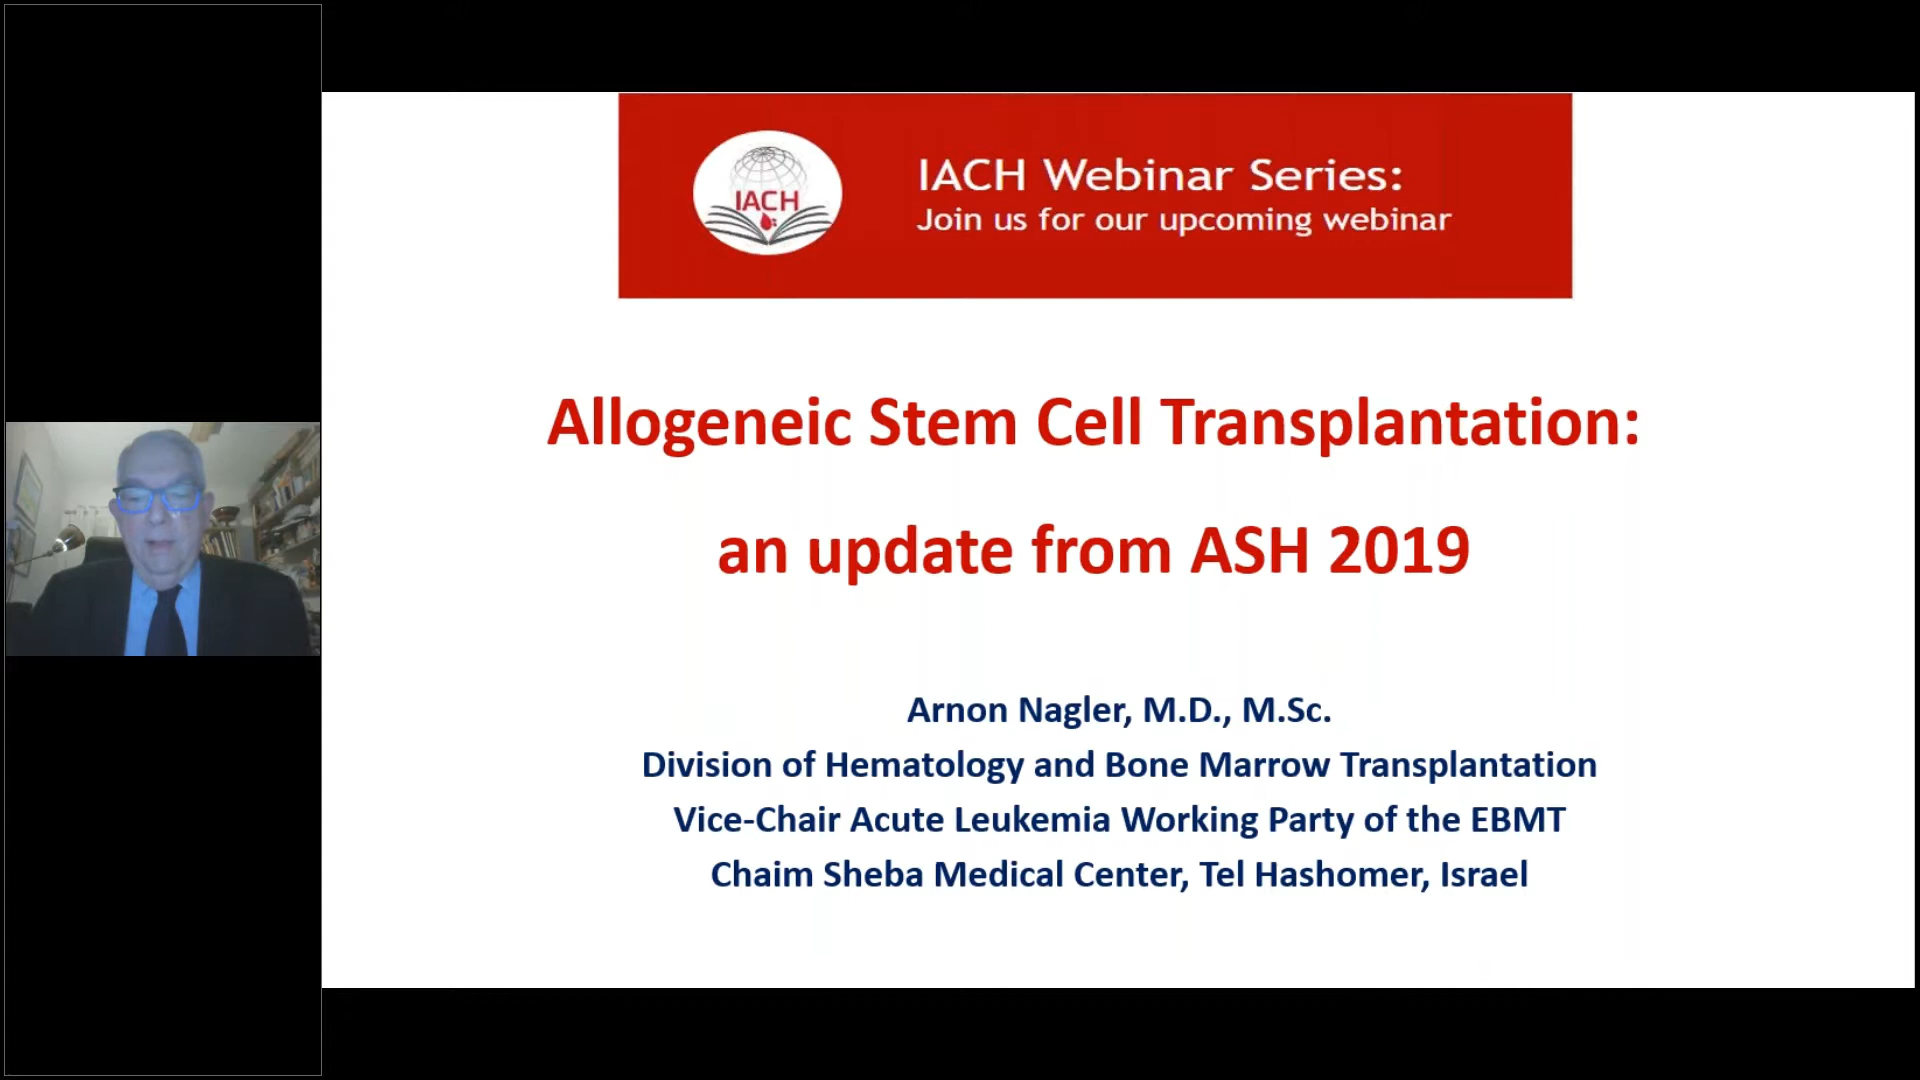 IACH
IACH Webinar Series:
Join us for our upcoming webinar
Allogeneic Stem Cell Transplantation:
an update from ASH 2019
Arnon Nagler, M.D., M.Sc.
Division of Hematology and Bone Marrow Transplantation
Vice-Chair Acute Leukemia Working Party of the EBMT
Chaim Sheba Medical Center, Tel Hashomer, Israel